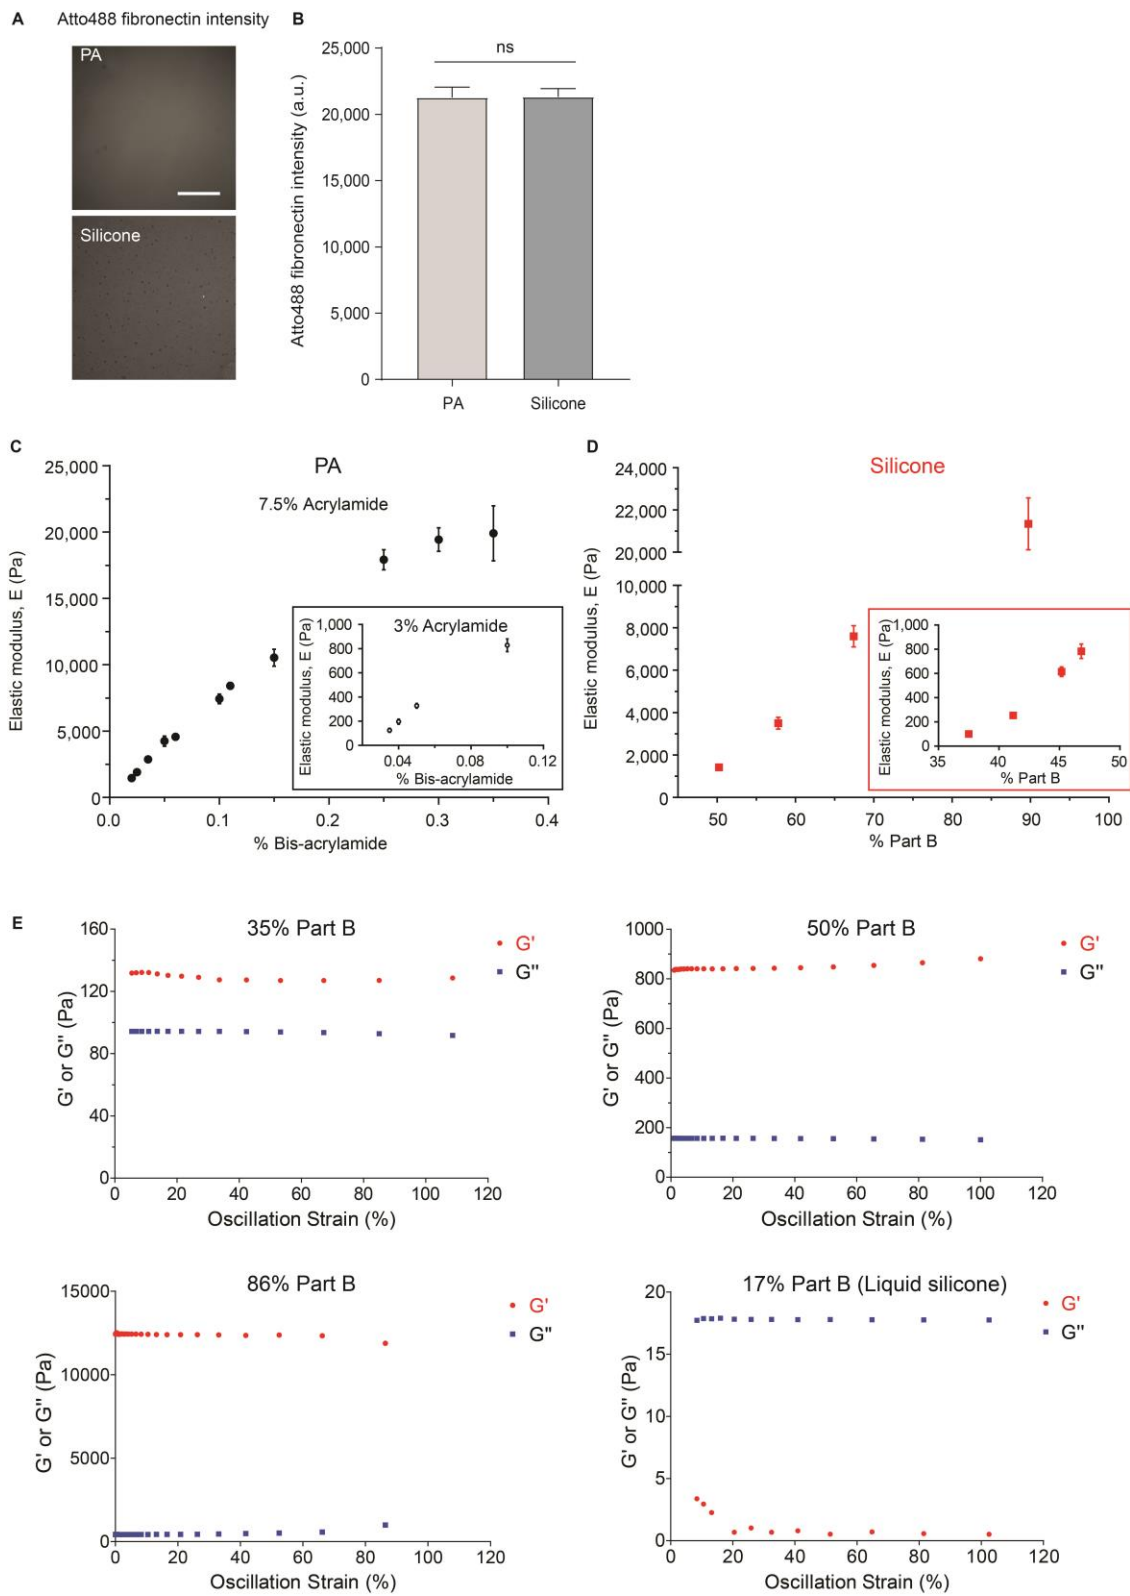 A Atto488 fibronectin intensity
PA
Silicone
B
ns
25,000
20,000
15,000
10,000
5,000
0
Atto488 fibronectin intensity (a.u.)
PA Silicone
C
PA
7.5% Acrylamide
25,000
20,000
15,000
10,000
5,000
0
Elastic modulus, E (Pa)
0.0 0.1 0.2 0.3 0.4
% Bis-acrylamide
3% Acrylamide
1,000
800
600
400
200
0
Elastic modulus, E (Pa)
0.04 0.08 0.12
% Bis-acrylamide
D
Silicone
24,000
22,000
20,000
10,000
8,000
6,000
4,000
2,000
0
Elastic modulus, E (Pa)
50 60 70 80 90 100
% Part B
1,000
800
600
400
200
0
Elastic modulus, E (Pa)
35 40 45 50
% Part B
E
35% Part B
G'
G"
160
120
80
40
0
G' or G" (Pa)
0 20 40 60 80 100 120
Oscillation Strain (%)
50% Part B
G'
G"
1000
800
600
400
200
0
G' or G" (Pa)
0 20 40 60 80 100 120
Oscillation Strain (%)
86% Part B
G'
G"
15000
10000
5000
0
G' or G" (Pa)
0 20 40 60 80 100 120
Oscillation Strain (%)
17% Part B (Liquid silicone)
G'
G"
20
15
10
5
0
G' or G" (Pa)
0 20 40 60 80 100 120
Oscillation Strain (%)